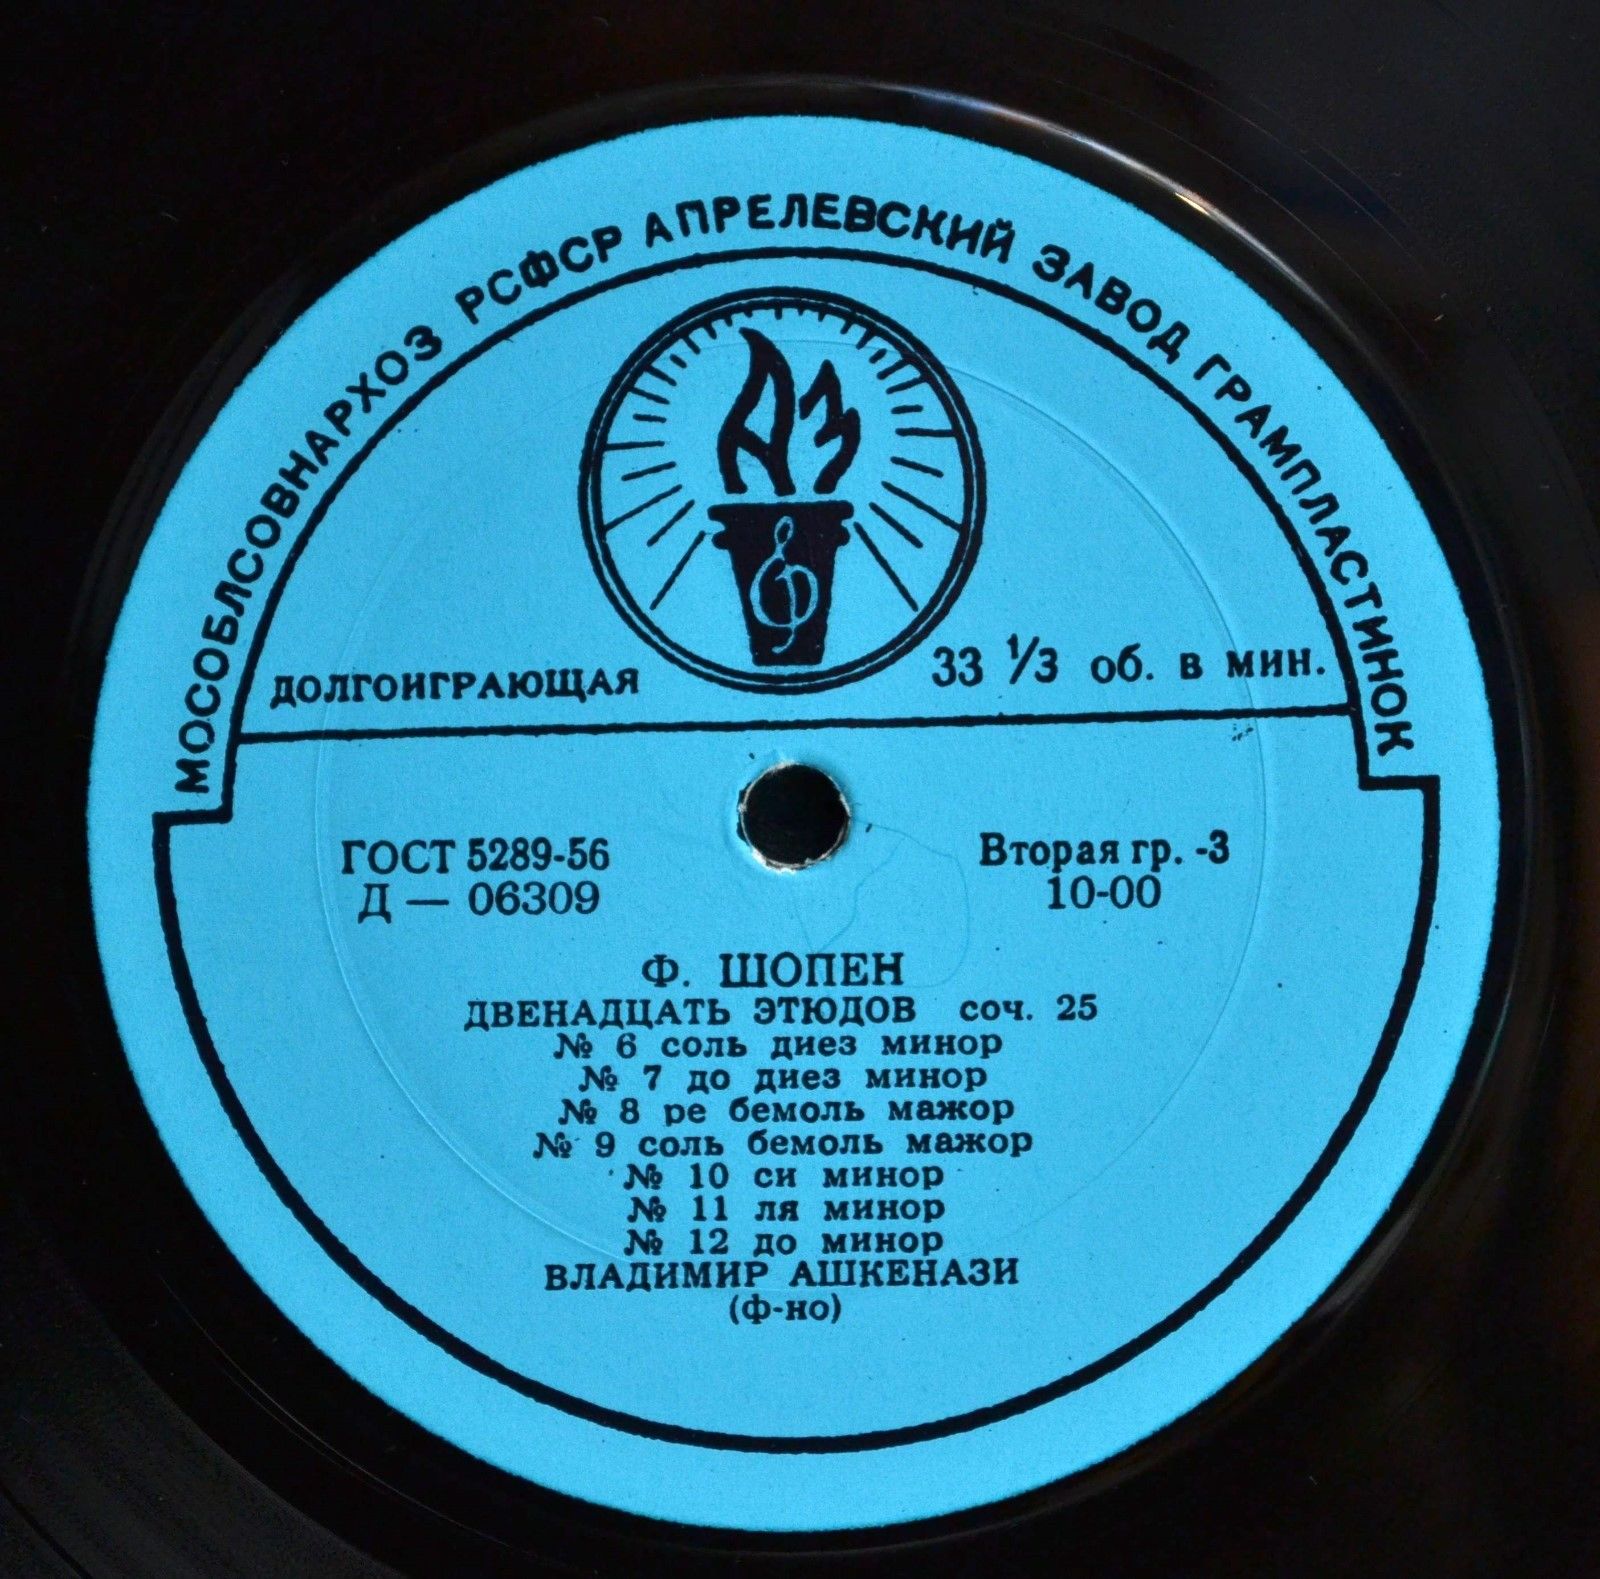 МОСОБЛСОВНАРХОЗ РСФСР АПРЕЛЕВСКИЙ ЗАВОД ГРАМПЛАСТИНОК
АЗ
ДОЛГОИГРАЮЩАЯ
33 1/3 об. в мин.
ГОСТ 5289-56
Д — 06309
Вторая гр. -3
10-00
Ф. ШОПЕН
ДВЕНАДЦАТЬ ЭТЮДОВ соч. 25
№ 6 соль диез минор
№ 7 до диез минор
№ 8 ре бемоль мажор
№ 9 соль бемоль мажор
№ 10 си минор
№ 11 ля минор
№ 12 до минор
ВЛАДИМИР АШКЕНАЗИ
(ф-но)